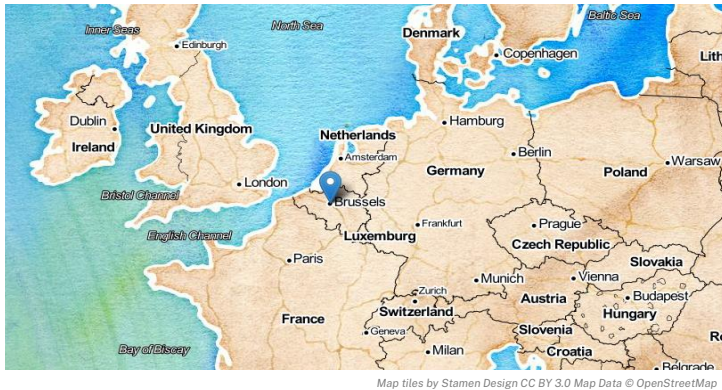 Inner Seas
North Sea
Baltic Sea
Denmark
Edinburgh
Copenhagen
Lith
Dublin
United Kingdom
Netherlands
Hamburg
Ireland
Amsterdam
Berlin
Warsaw
Germany
Poland
London
Bristol Channel
Brussels
English Channel
Luxemburg
Frankfurt
Prague
Czech Republic
Paris
Slovakia
Munich
Vienna
Zurich
Austria
Budapest
France
Switzerland
Hungary
Geneva
Slovenia
Bay of Biscay
Milan
Croatia
Belgrade
Map tiles by Stamen Design CC BY 3.0 Map Data © OpenStreetMap